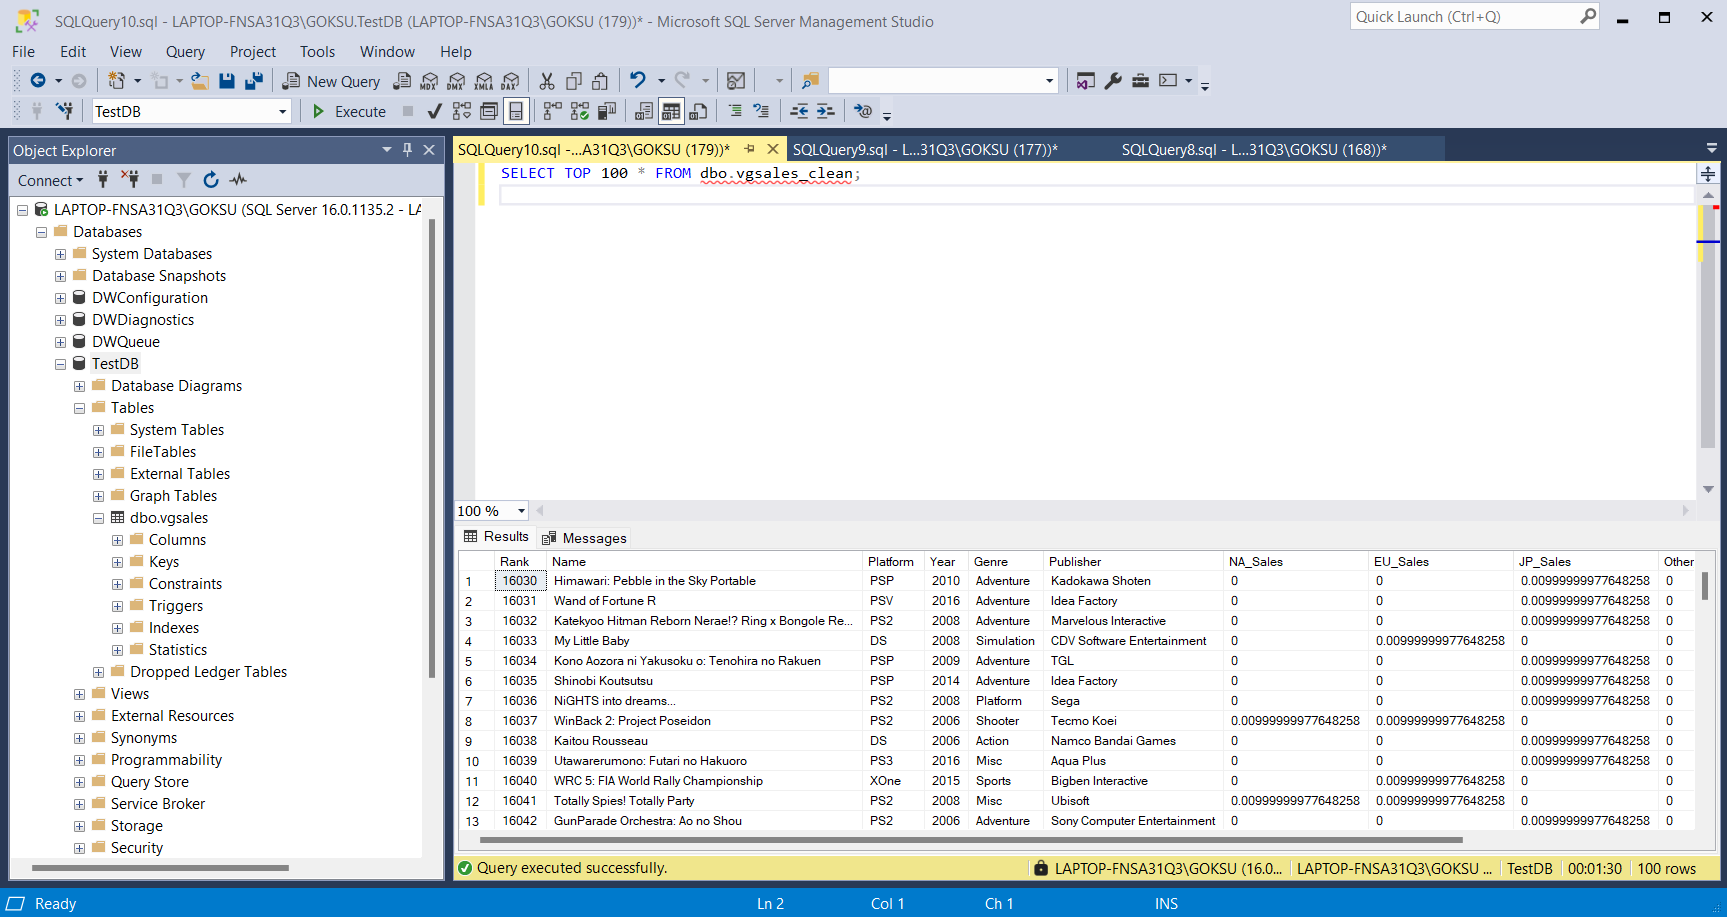 SQLQuery10.sql - LAPTOP-FNSA31Q3\GOKSU.TestDB (LAPTOP-FNSA31Q3\GOKSU (179))* - Microsoft SQL Server Management Studio
Quick Launch (Ctrl+Q)
File Edit View Query Project Tools Window Help
New Query MDX DMX XMLA DAX
TestDB Execute
Object Explorer
Connect
LAPTOP-FNSA31Q3\GOKSU (SQL Server 16.0.1135.2 - LA
Databases
System Databases
Database Snapshots
DWConfiguration
DWDiagnostics
DWQueue
TestDB
Database Diagrams
Tables
System Tables
FileTables
External Tables
Graph Tables
dbo.vgsales
Columns
Keys
Constraints
Triggers
Indexes
Statistics
Dropped Ledger Tables
Views
External Resources
Synonyms
Programmability
Query Store
Service Broker
Storage
Security
SQLQuery10.sql -...A31Q3\GOKSU (179))* SQLQuery9.sql - L...31Q3\GOKSU (177))* SQLQuery8.sql - L...31Q3\GOKSU (168))*
SELECT TOP 100 * FROM dbo.vgsales_clean;
100 %
Results Messages
Rank Name Platform Year Genre Publisher NA_Sales EU_Sales JP_Sales Other
1 16030 Himawari: Pebble in the Sky Portable PSP 2010 Adventure Kadokawa Shoten 0 0 0.00999999977648258 0
2 16031 Wand of Fortune R PSV 2016 Adventure Idea Factory 0 0 0.00999999977648258 0
3 16032 Katekyoo Hitman Reborn Nerae!? Ring x Bongole Re... PS2 2008 Adventure Marvelous Interactive 0 0 0.00999999977648258 0
4 16033 My Little Baby DS 2008 Simulation CDV Software Entertainment 0 0.00999999977648258 0 0
5 16034 Kono Aozora ni Yakusoku o: Tenohira no Rakuen PSP 2009 Adventure TGL 0 0 0.00999999977648258 0
6 16035 Shinobi Koutsutsu PSP 2014 Adventure Idea Factory 0 0 0.00999999977648258 0
7 16036 NiGHTS into dreams... PS2 2008 Platform Sega 0 0 0.00999999977648258 0
8 16037 WinBack 2: Project Poseidon PS2 2006 Shooter Tecmo Koei 0.00999999977648258 0.00999999977648258 0 0
9 16038 Kaitou Rousseau DS 2006 Action Namco Bandai Games 0 0 0.00999999977648258 0
10 16039 Utawarerumono: Futari no Hakuoro PS3 2016 Misc Aqua Plus 0 0 0.00999999977648258 0
11 16040 WRC 5: FIA World Rally Championship XOne 2015 Sports Bigben Interactive 0 0.00999999977648258 0 0
12 16041 Totally Spies! Totally Party PS2 2008 Misc Ubisoft 0.00999999977648258 0.00999999977648258 0 0
13 16042 GunParade Orchestra: Ao no Shou PS2 2006 Adventure Sony Computer Entertainment 0 0 0.00999999977648258 0
Query executed successfully. LAPTOP-FNSA31Q3\GOKSU (16.0... LAPTOP-FNSA31Q3\GOKSU ... TestDB 00:01:30 100 rows
Ready Ln 2 Col 1 Ch 1 INS